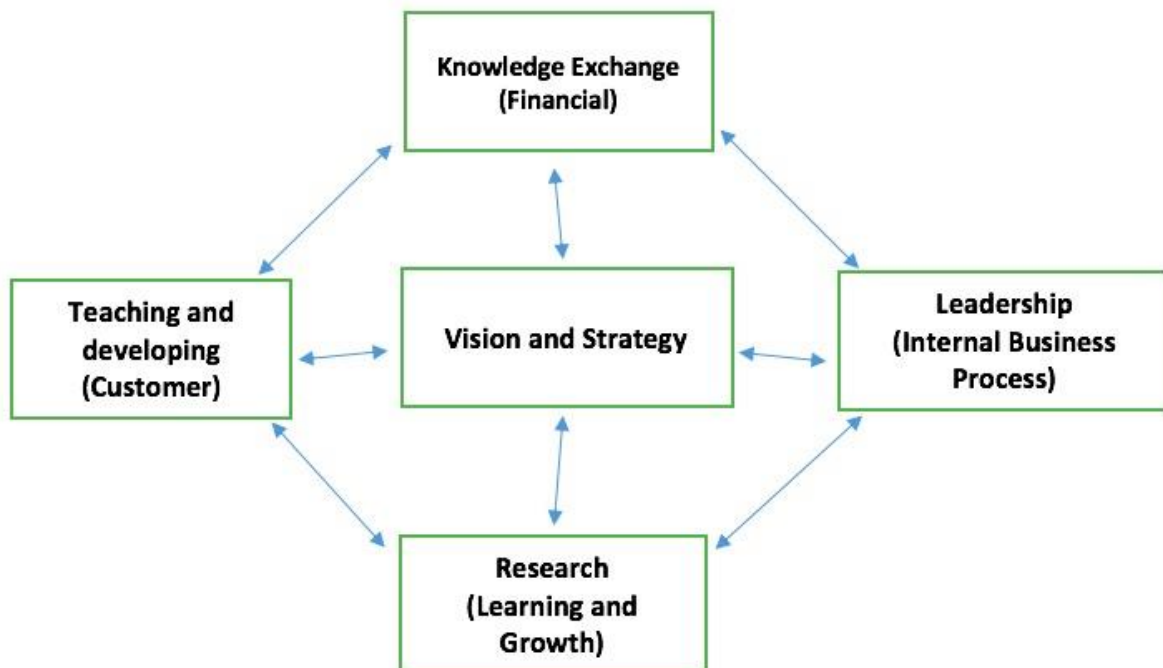 Knowledge Exchange
(Financial)
Teaching and
developing
(Customer)
Vision and Strategy
Leadership
(Internal Business
Process)
Research
(Learning and
Growth)